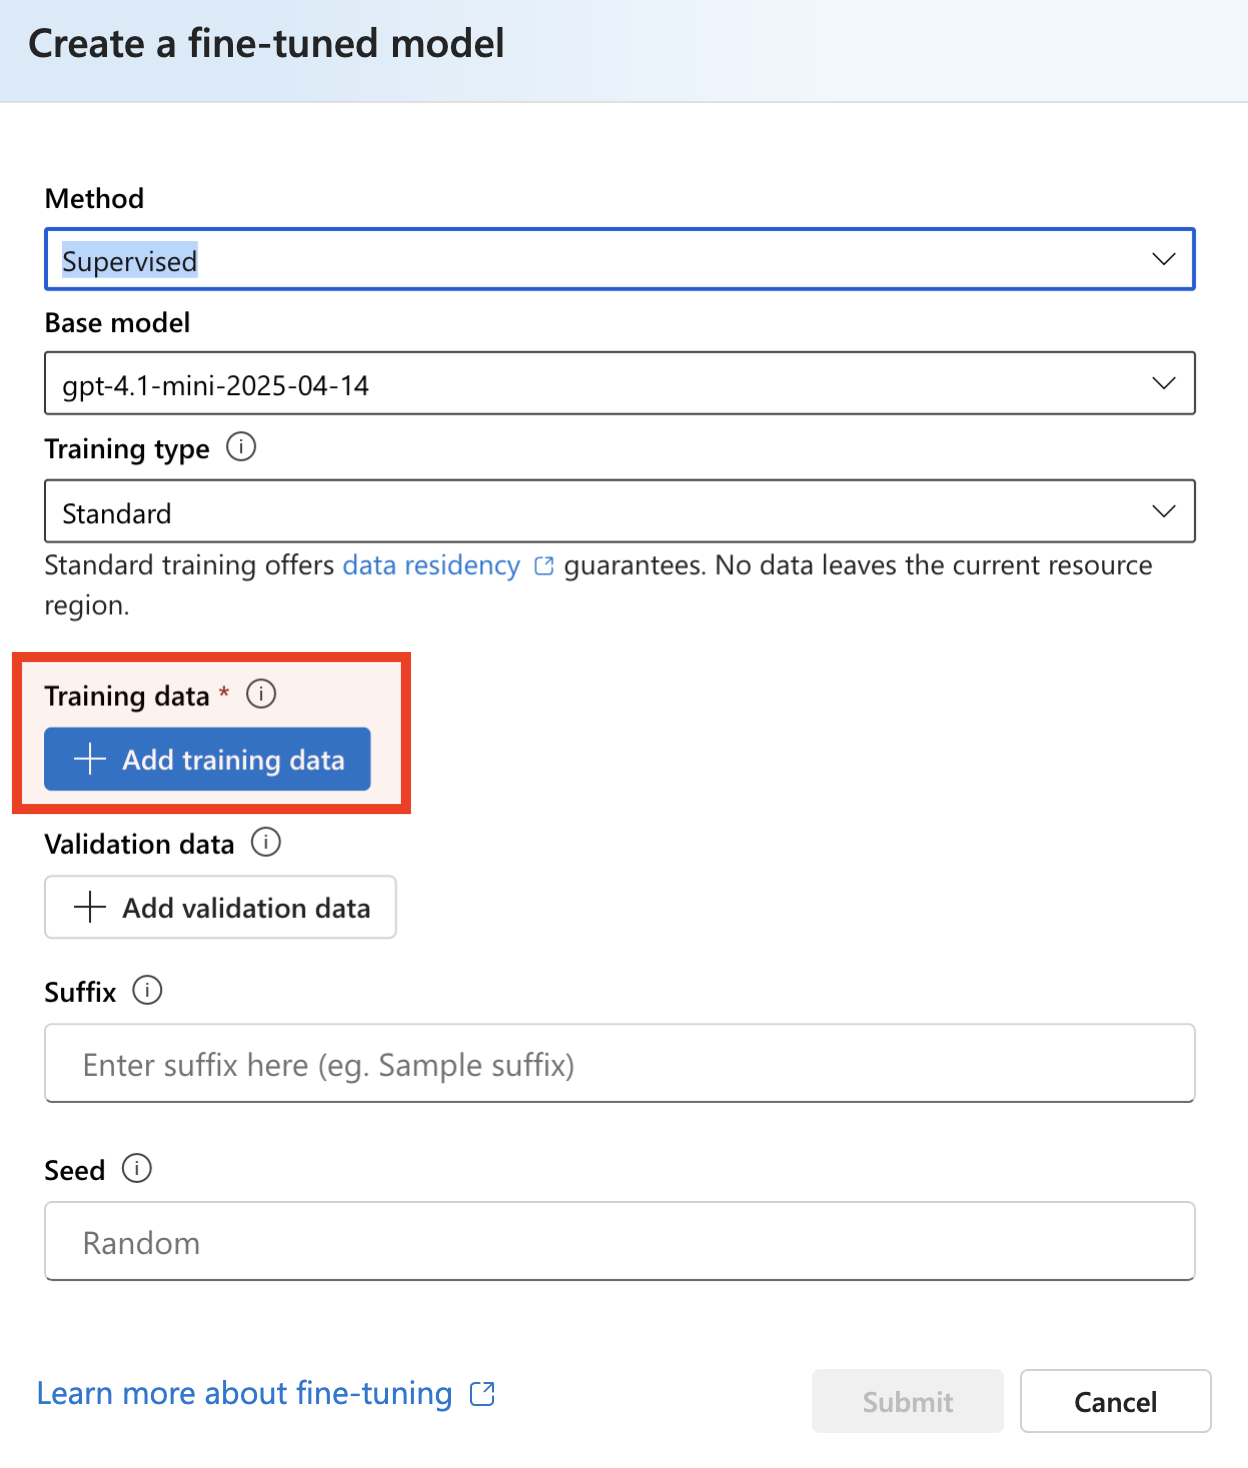 Create a fine-tuned model
Method
Supervised
Base model
gpt-4.1-mini-2025-04-14
Training type
Standard
Standard training offers data residency guarantees. No data leaves the current resource
region.
Training data *
Add training data
Validation data
Add validation data
Suffix
Enter suffix here (eg. Sample suffix)
Seed
Random
Learn more about fine-tuning
Submit
Cancel